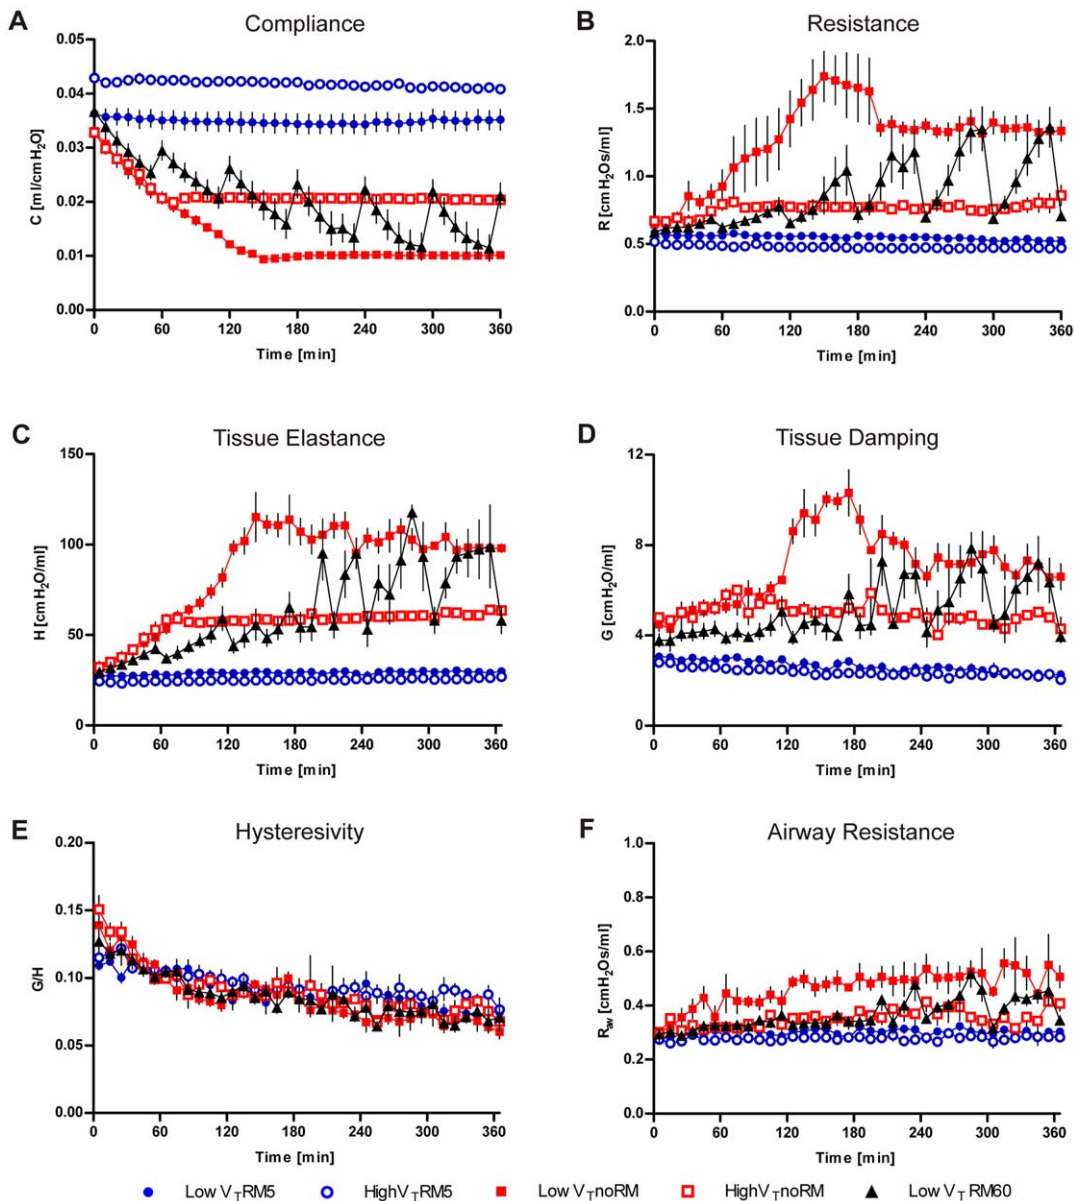 A
Compliance
0.05
0.04
0.03
0.02
0.01
0.00
C [ml/cmH₂O]
0 60 120 180 240 300 360
Time [min]
B
Resistance
2.0
1.5
1.0
0.5
0.0
R [cmH₂Os/ml]
0 60 120 180 240 300 360
Time [min]
C
Tissue Elastance
150
100
50
0
H [cmH₂O/ml]
0 60 120 180 240 300 360
Time [min]
D
Tissue Damping
12
8
4
0
G [cmH₂O/ml]
0 60 120 180 240 300 360
Time [min]
E
Hysteresivity
0.20
0.15
0.10
0.05
0.00
G/H
0 60 120 180 240 300 360
Time [min]
F
Airway Resistance
1.0
0.8
0.6
0.4
0.2
0.0
R_aw [cmH₂Os/ml]
0 60 120 180 240 300 360
Time [min]
Low V_TRM5 HighV_TRM5 Low V_TnoRM HighV_TnoRM Low V_T RM60